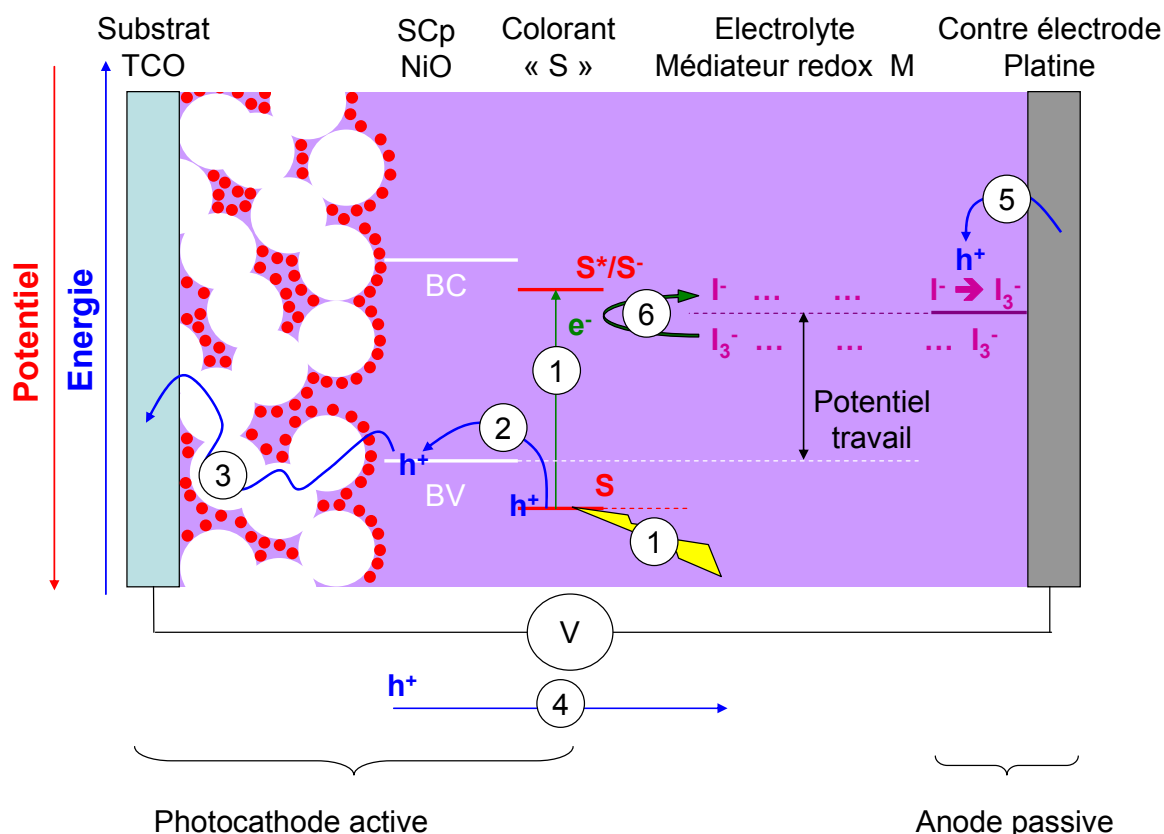 Substrat
TCO
SCp
NiO
Colorant
« S »
Electrolyte
Médiateur redox M
Contre électrode
Platine
Potentiel
Energie
5
h⁺
BC
S*/S⁻
I⁻ ... ... I⁻ → I₃⁻
6
e⁻
I₃⁻ ... ... ... I₃⁻
1
Potentiel
travail
2
3
h⁺
BV
h⁺
S
1
V
h⁺
4
Photocathode active
Anode passive